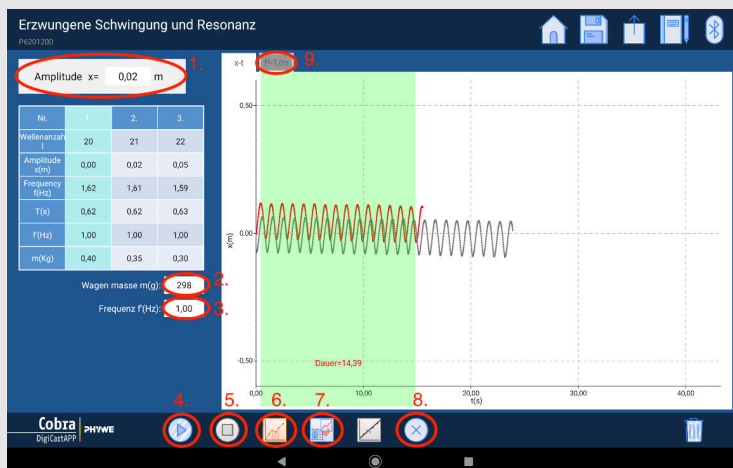 Erzwungene Schwingung und Resonanz
P6201200
Amplitude x= 0,02 m
1.
x-t f²-1/m 9.
Nr. 1. 2. 3.
Wellenanzahl 20 21 22
Amplitude x(m) 0,00 0,02 0,05
Frequency f(Hz) 1,62 1,61 1,59
T(s) 0,62 0,62 0,63
f'(Hz) 1,00 1,00 1,00
m(Kg) 0,40 0,35 0,30
Wagen masse m(g): 298 2.
Frequenz f'(Hz): 1,00 3.
0,50
0,00
-0,50
x(m)
Dauer=14,39
0,00 10,00 20,00 30,00 40,00
t(s)
4. 5. 6. 7. 8.
Cobra
DigiCartAPP
PHYWE